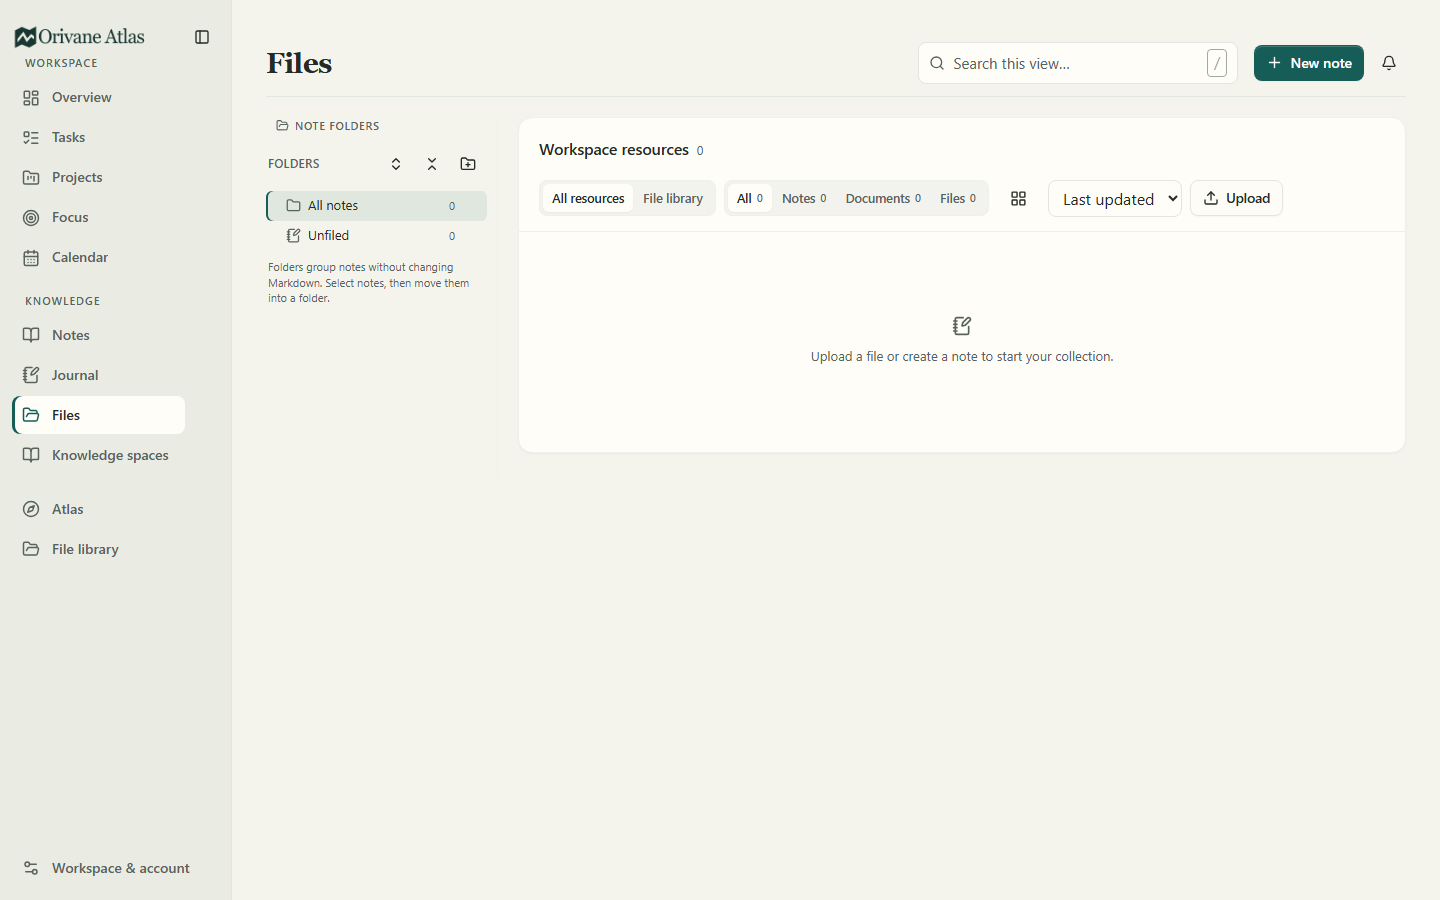 Orivane Atlas
WORKSPACE
Overview
Tasks
Projects
Focus
Calendar
KNOWLEDGE
Notes
Journal
Files
Knowledge spaces
Atlas
File library
Workspace & account
Files
Search this view...
/
New note
NOTE FOLDERS
FOLDERS
All notes 0
Unfiled 0
Folders group notes without changing
Markdown. Select notes, then move them
into a folder.
Workspace resources 0
All resources File library All 0 Notes 0 Documents 0 Files 0 Last updated Upload
Upload a file or create a note to start your collection.